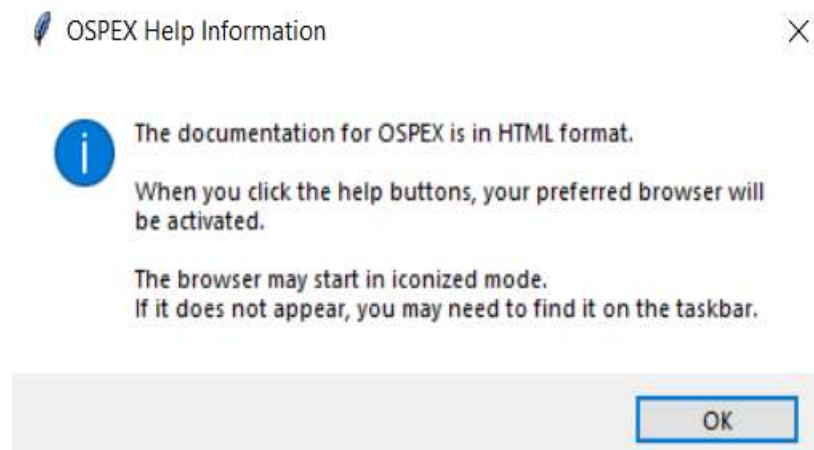 OSPEX Help Information
The documentation for OSPEX is in HTML format.
When you click the help buttons, your preferred browser will
be activated.
The browser may start in iconized mode.
If it does not appear, you may need to find it on the taskbar.
OK